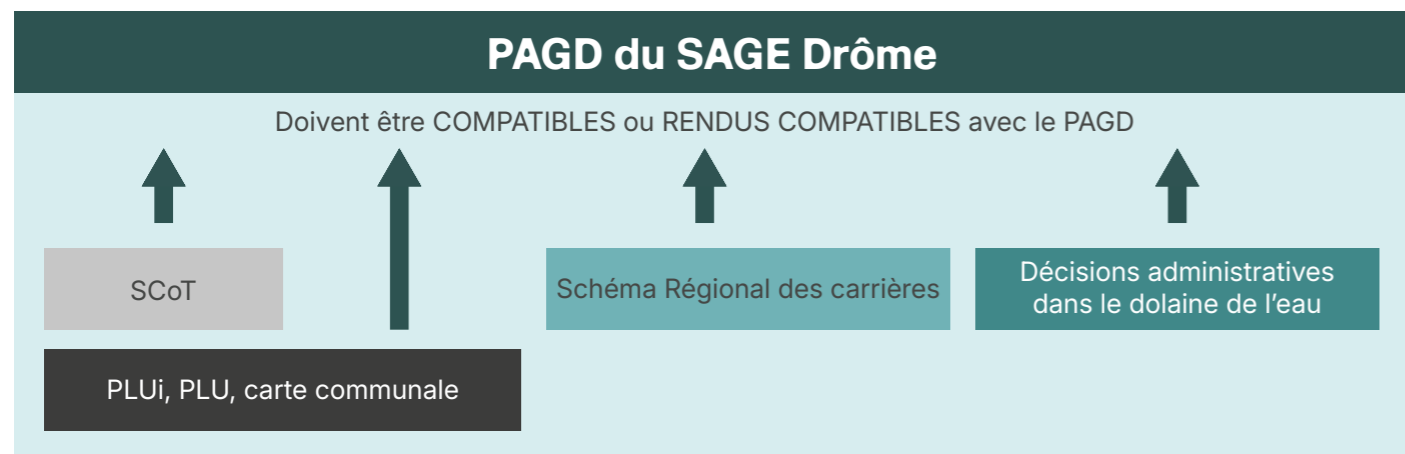 PAGD du SAGE Drôme
Doivent être COMPATIBLES ou RENDUS COMPATIBLES avec le PAGD
SCoT
Schéma Régional des carrières
Décisions administratives
dans le dolaine de l’eau
PLUi, PLU, carte communale